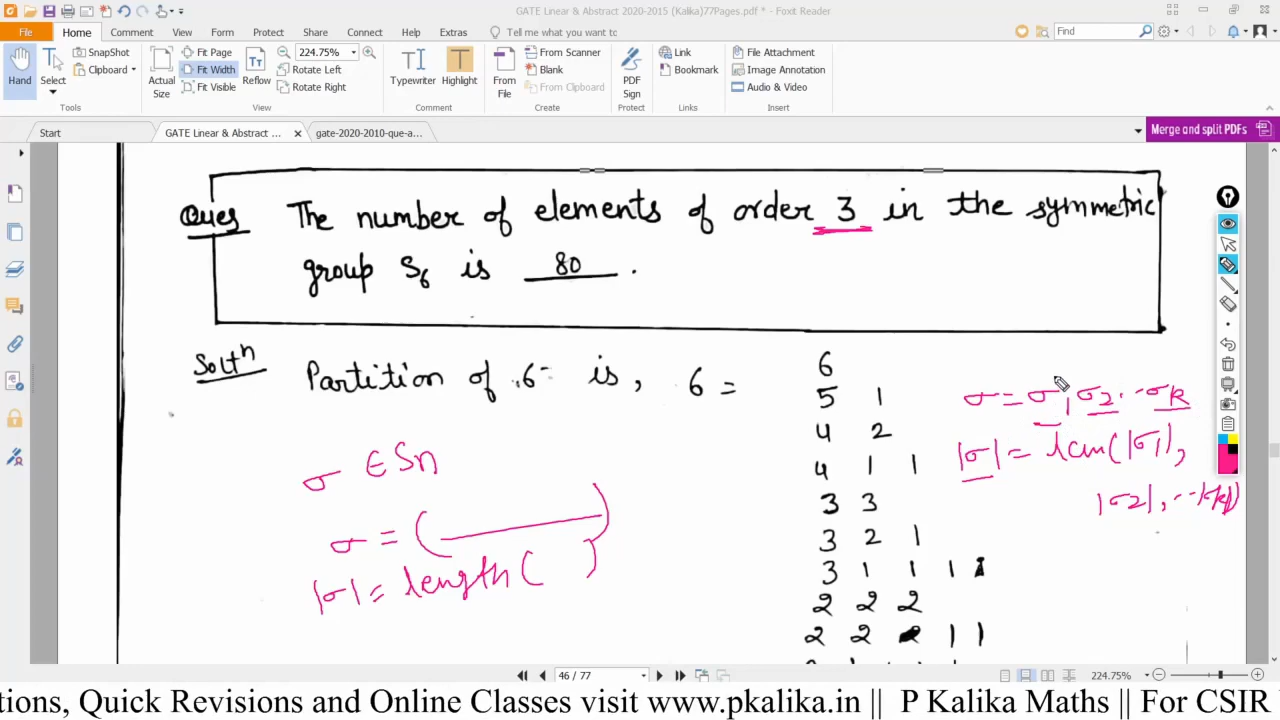 GATE Linear & Abstract 2020-2015 (Kalika)77Pages.pdf * - Foxit Reader
File Home Comment View Form Protect Share Connect Help Extras Tell me what you want to Find
Hand Select SnapShot Clipboard Actual Size Fit Page Fit Width Fit Visible Reflow 224.75% Rotate Left Rotate Right Typewriter Highlight From File From Scanner Blank From Clipboard PDF Sign Link Bookmark File Attachment Image Annotation Audio & Video
Tools View Comment Create Protect Links Insert
Start GATE Linear & Abstract ... gate-2020-2010-que-a... Merge and split PDFs
Ques The number of elements of order 3 in the symmetric
group S6 is 80 .
Solth Partition of 6 is, 6 =
6
5 1
4 2
4 1 1
3 3
3 2 1
3 1 1 1
2 2 2
2 2 1 1
σ = σ1, σ2 . . . σk
|σ| = lcm(|σ1|,
|σ2|, ...
σ ∈ Sn
σ = ( )
|σ| = length ( )
46 / 77 224.75%
tions, Quick Revisions and Online Classes visit www.pkalika.in || P Kalika Maths || For CSIR